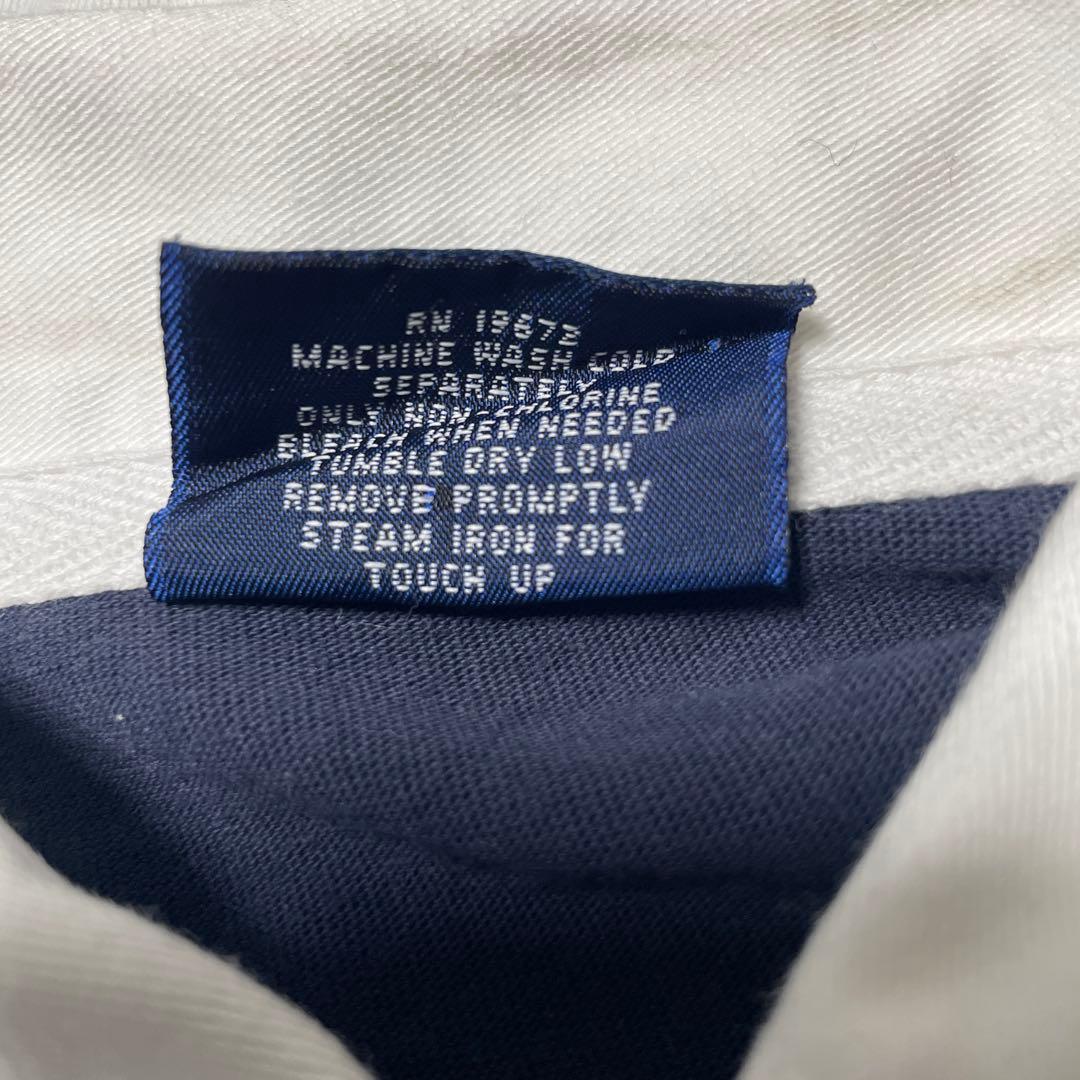 RN 19672
MACHINE WASH COLD
SEPARATELY
ONLY NON-CHLORINE
BLEACH WHEN NEEDED
TUMBLE DRY LOW
REMOVE PROMPTLY
STEAM IRON FOR
TOUCH UP